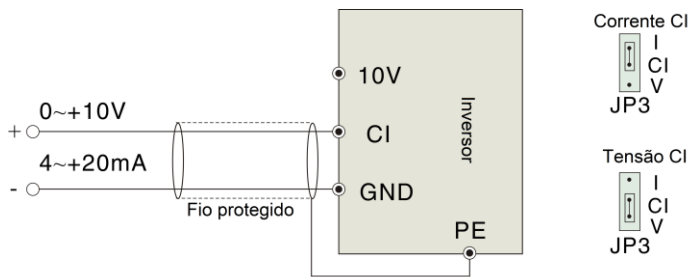 Corrente CI
I
CI
V
JP3
10V
0~+10V
+
CI
Inversor
4~+20mA
-
GND
Fio protegido
PE
Tensão CI
I
CI
V
JP3